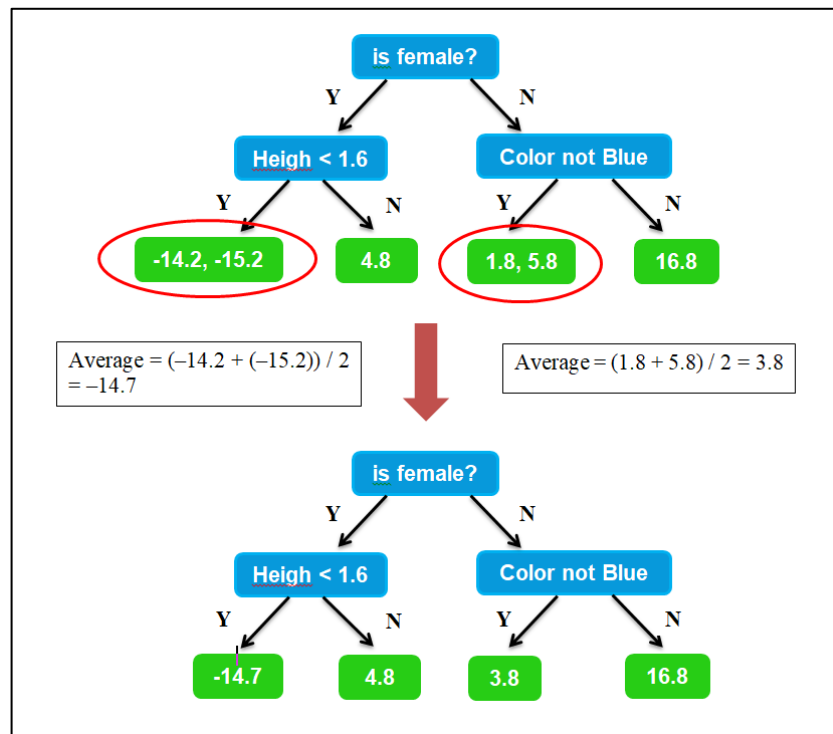 is female?
Y
N
Heigh < 1.6
Color not Blue
Y
N
Y
N
-14.2, -15.2
4.8
1.8, 5.8
16.8
Average = (–14.2 + (–15.2)) / 2
= –14.7
Average = (1.8 + 5.8) / 2 = 3.8
is female?
Y
N
Heigh < 1.6
Color not Blue
Y
N
Y
N
-14.7
4.8
3.8
16.8